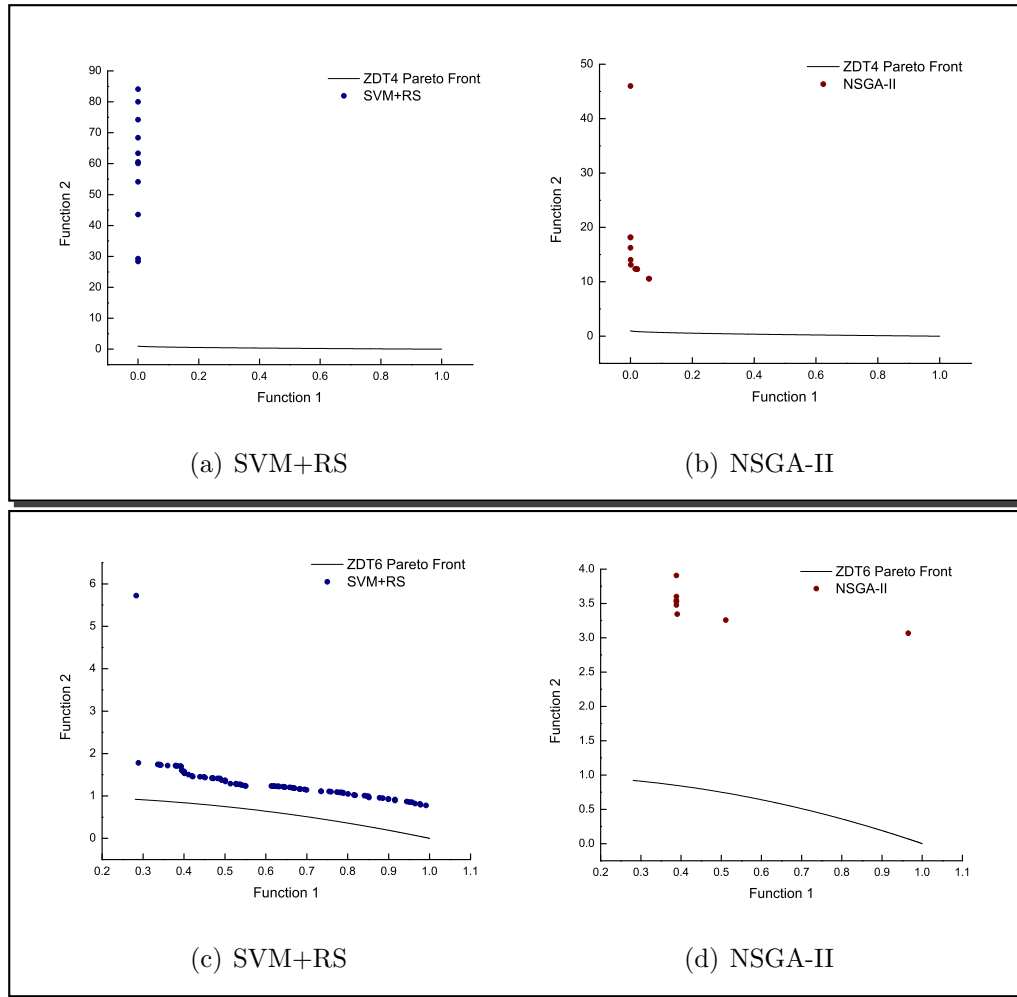 ZDT4 Pareto Front
SVM+RS
90
80
70
60
50
40
30
20
10
0
Function 2
0.0 0.2 0.4 0.6 0.8 1.0
Function 1
(a) SVM+RS
ZDT4 Pareto Front
NSGA-II
50
40
30
20
10
0
Function 2
0.0 0.2 0.4 0.6 0.8 1.0
Function 1
(b) NSGA-II
ZDT6 Pareto Front
SVM+RS
6
5
4
3
2
1
0
Function 2
0.2 0.3 0.4 0.5 0.6 0.7 0.8 0.9 1.0 1.1
Function 1
(c) SVM+RS
ZDT6 Pareto Front
NSGA-II
4.0
3.5
3.0
2.5
2.0
1.5
1.0
0.5
0.0
Function 2
0.2 0.3 0.4 0.5 0.6 0.7 0.8 0.9 1.0 1.1
Function 1
(d) NSGA-II